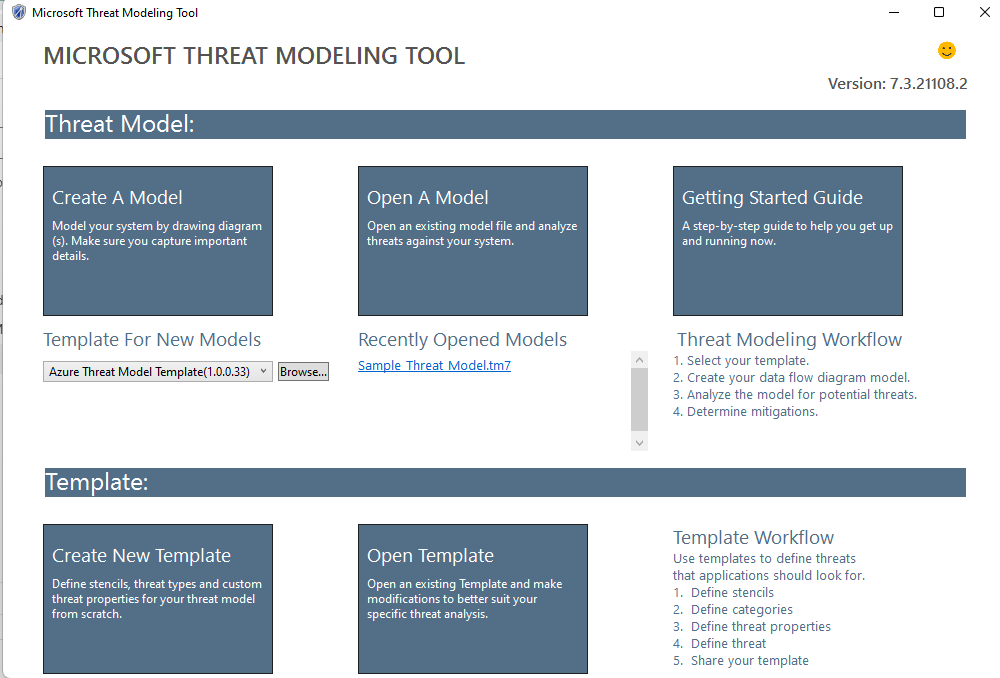 Microsoft Threat Modeling Tool
MICROSOFT THREAT MODELING TOOL
Version: 7.3.21108.2
Threat Model:
Create A Model
Model your system by drawing diagram
(s). Make sure you capture important
details.
Open A Model
Open an existing model file and analyze
threats against your system.
Getting Started Guide
A step-by-step guide to help you get up
and running now.
Template For New Models
Azure Threat Model Template(1.0.0.33)
Browse...
Recently Opened Models
Sample Threat Model.tm7
Threat Modeling Workflow
1. Select your template.
2. Create your data flow diagram model.
3. Analyze the model for potential threats.
4. Determine mitigations.
Template:
Create New Template
Define stencils, threat types and custom
threat properties for your threat model
from scratch.
Open Template
Open an existing Template and make
modifications to better suit your
specific threat analysis.
Template Workflow
Use templates to define threats
that applications should look for.
1. Define stencils
2. Define categories
3. Define threat properties
4. Define threat
5. Share your template